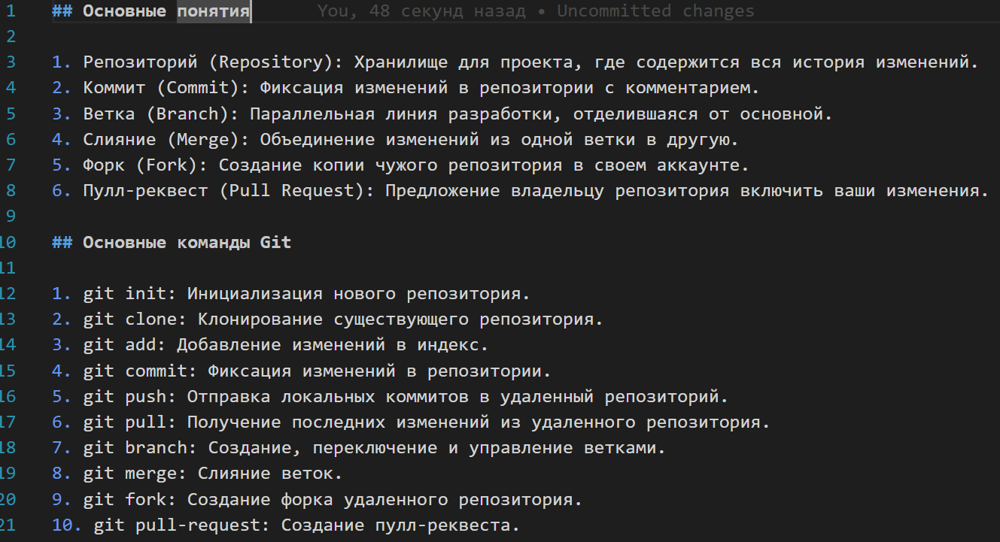 1 ## Основные понятия You, 48 секунд назад • Uncommitted changes
2
3 1. Репозиторий (Repository): Хранилище для проекта, где содержится вся история изменений.
4 2. Коммит (Commit): Фиксация изменений в репозитории с комментарием.
5 3. Ветка (Branch): Параллельная линия разработки, отделившаяся от основной.
6 4. Слияние (Merge): Объединение изменений из одной ветки в другую.
7 5. Форк (Fork): Создание копии чужого репозитория в своем аккаунте.
8 6. Пулл-реквест (Pull Request): Предложение владельцу репозитория включить ваши изменения.
9
10 ## Основные команды Git
11
12 1. git init: Инициализация нового репозитория.
13 2. git clone: Клонирование существующего репозитория.
14 3. git add: Добавление изменений в индекс.
15 4. git commit: Фиксация изменений в репозитории.
16 5. git push: Отправка локальных коммитов в удаленный репозиторий.
17 6. git pull: Получение последних изменений из удаленного репозитория.
18 7. git branch: Создание, переключение и управление ветками.
19 8. git merge: Слияние веток.
20 9. git fork: Создание форка удаленного репозитория.
21 10. git pull-request: Создание пулл-реквеста.